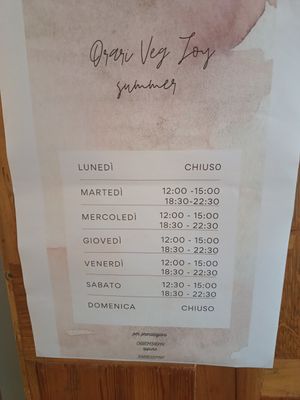 Orari Veg Joy
summer
LUNEDÌ CHIUSO
MARTEDÌ 12:00 -15:00
18:30-22:30
MERCOLEDÌ 12:00 - 15:00
18:30 - 22:30
GIOVEDÌ 12:00 - 15:00
18:30 - 22:30
VENERDÌ 12:00 - 15:00
18:30 - 22:30
SABATO 12:30 - 15:00
18:30 - 22:30
DOMENICA CHIUSO
per prenotazioni